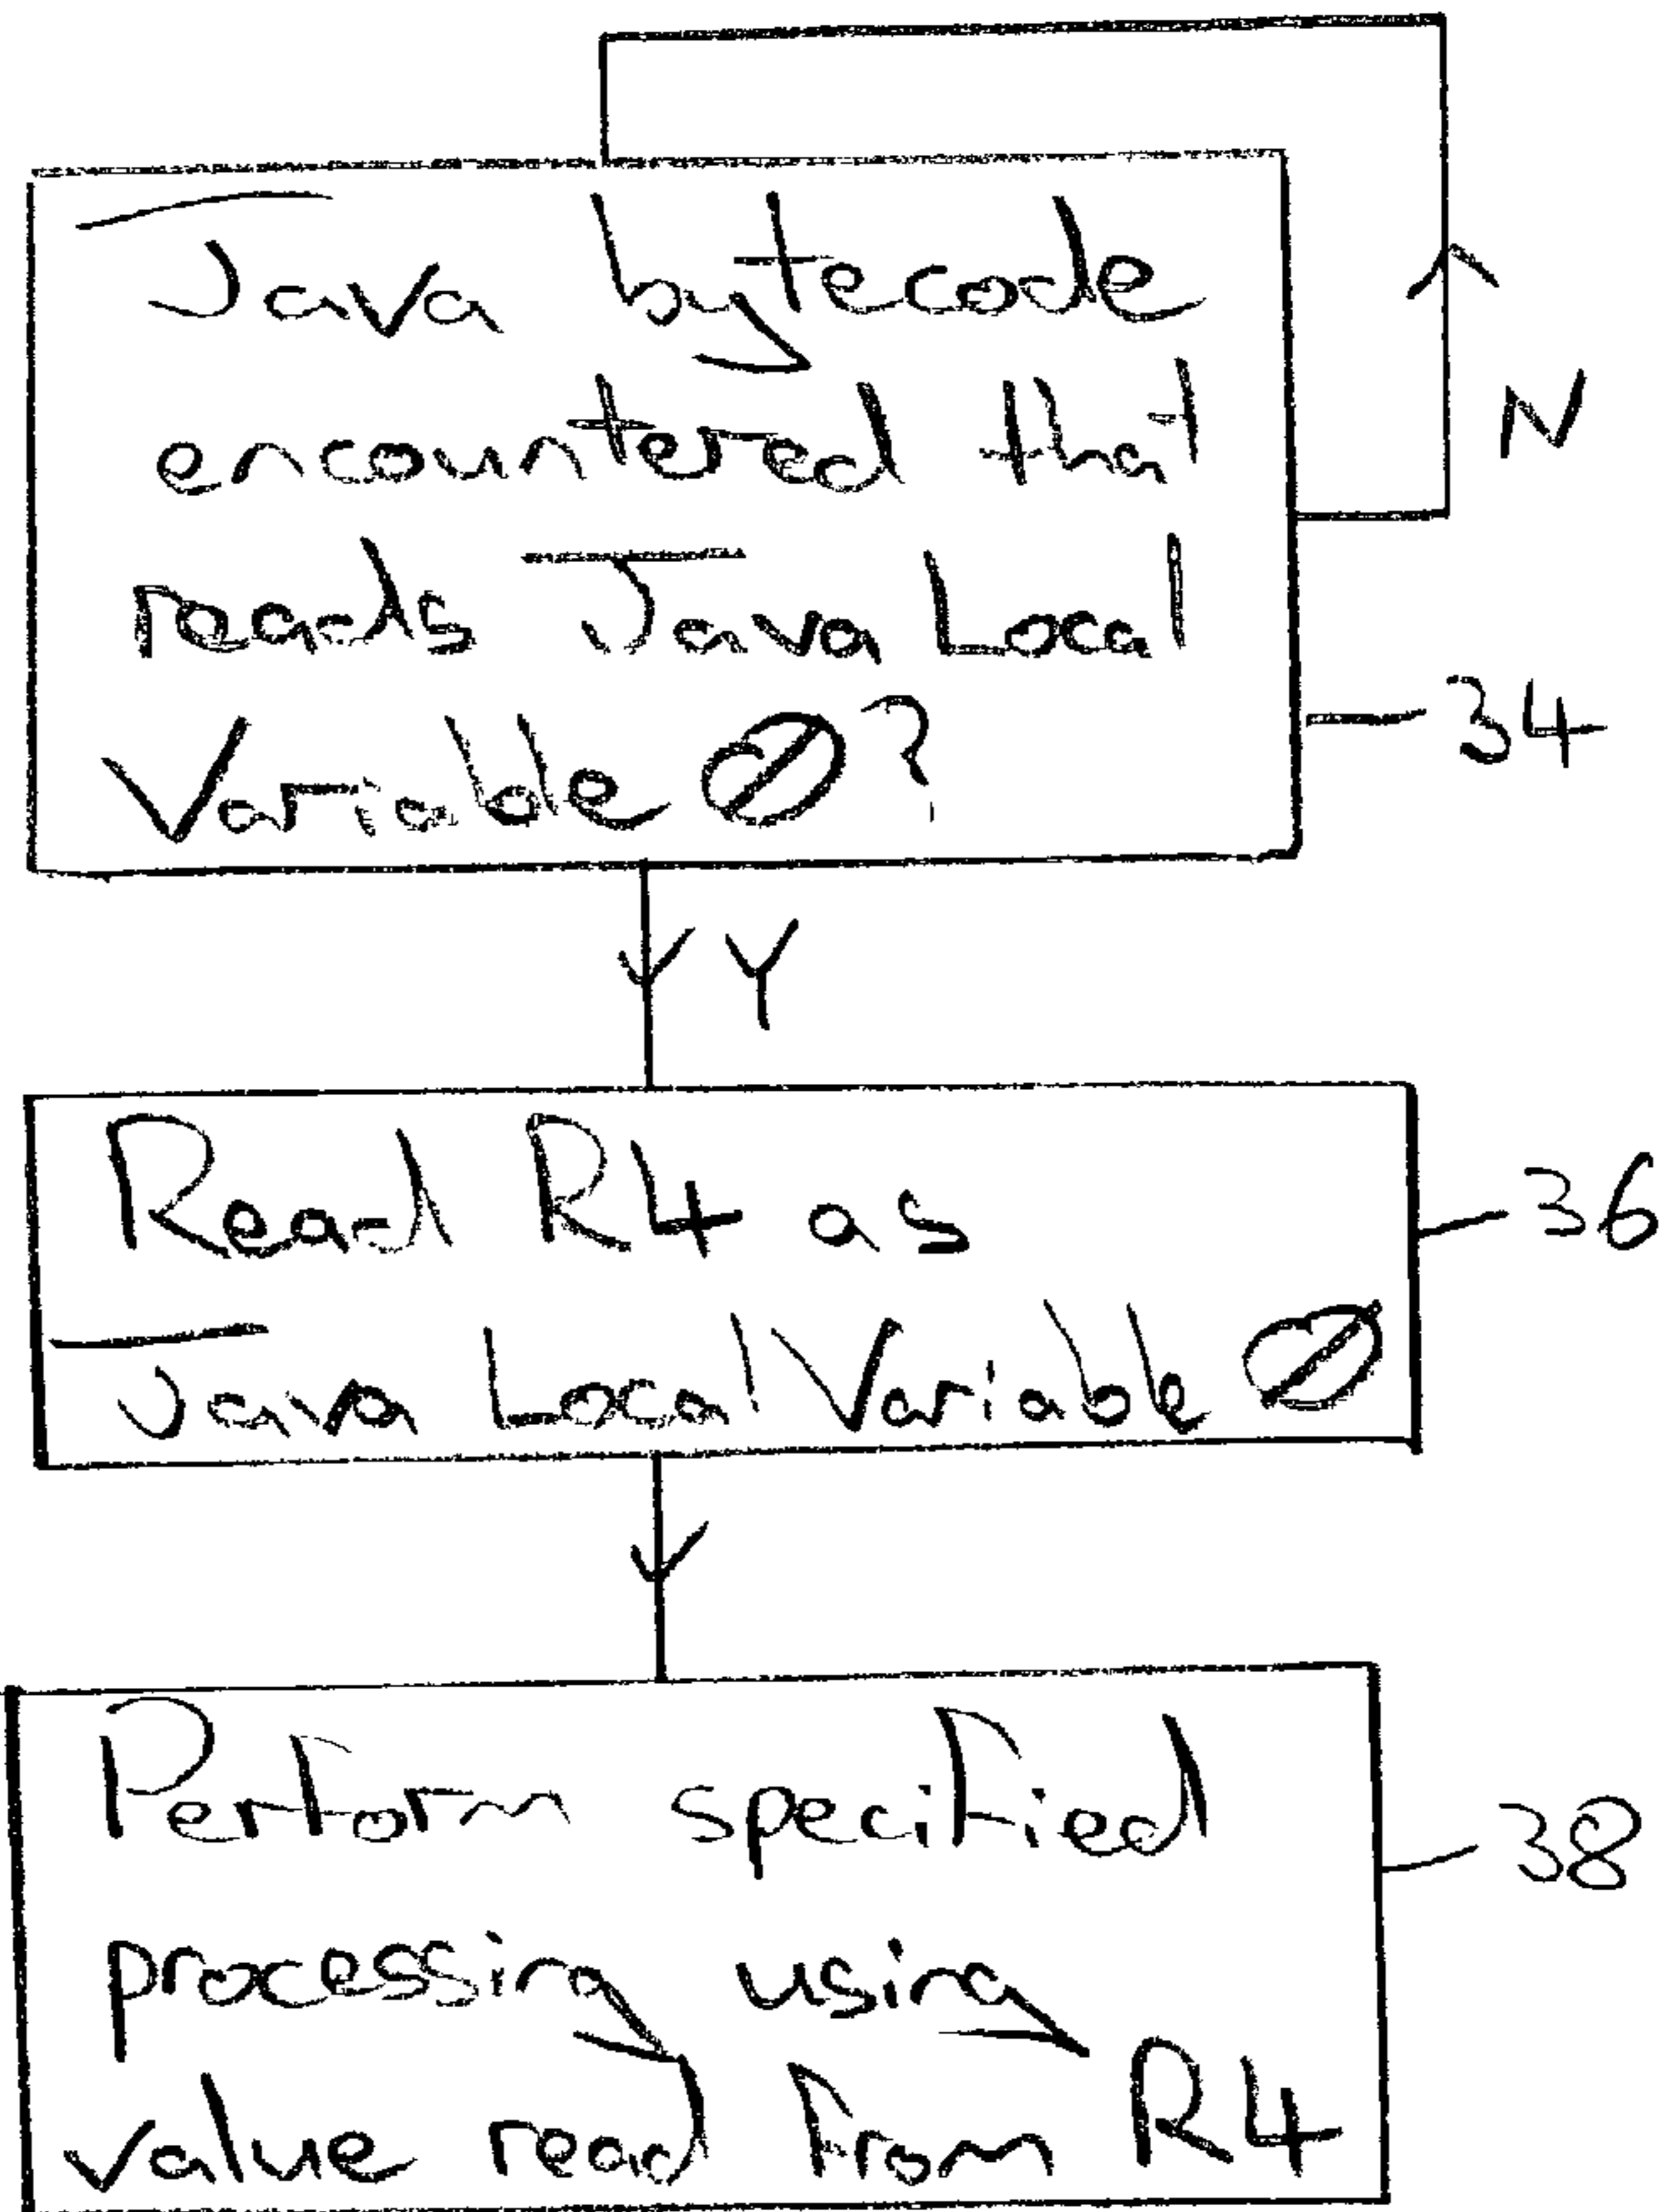 Java bytecode
encountered that
reads Java Local
Variable Ø?
N
34
Y
Read R4 as
Java Local Variable Ø
36
Perform specified
processing using
value read from R4
38